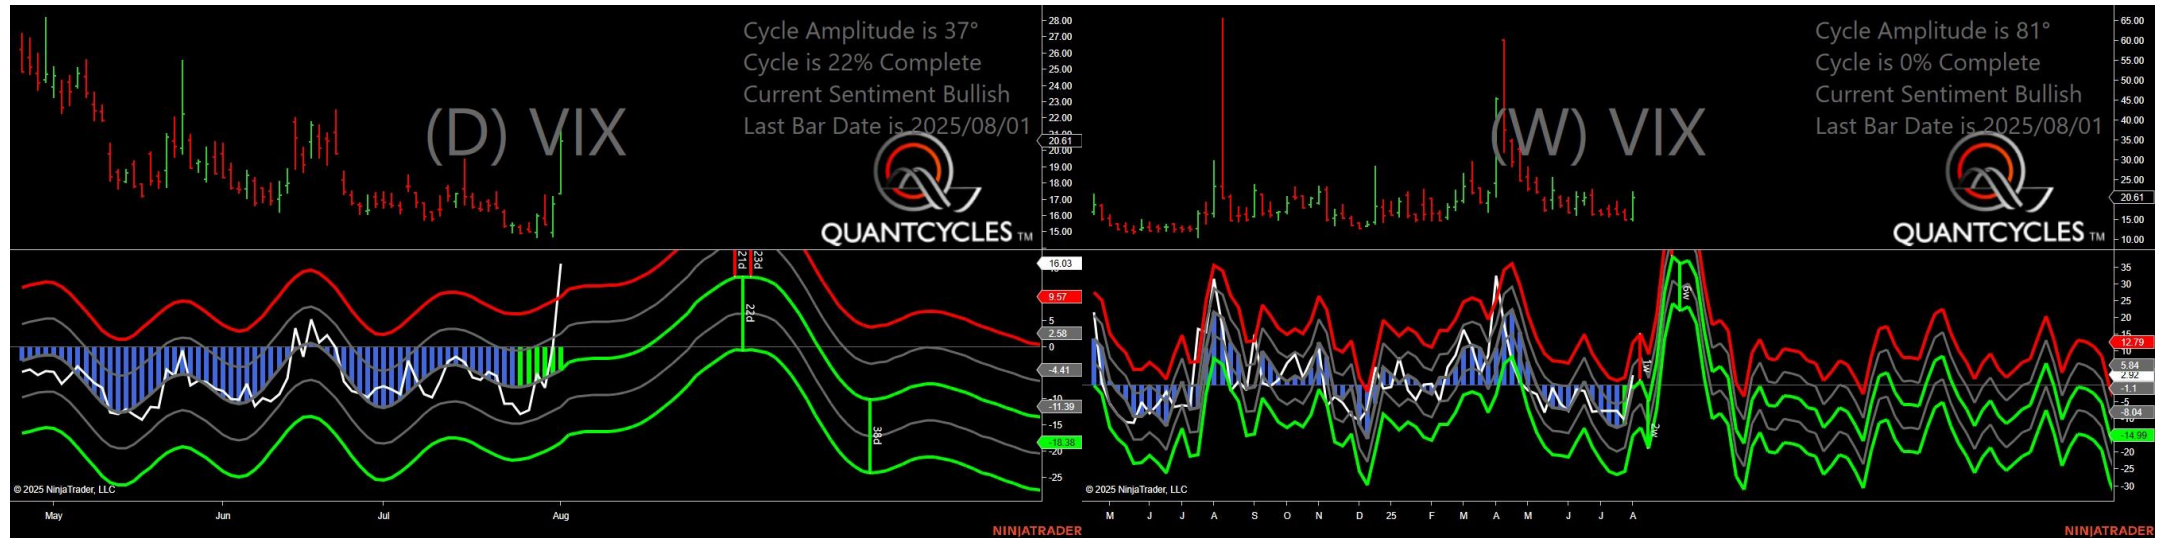 Cycle Amplitude is 37°
Cycle is 22% Complete
Current Sentiment Bullish
Last Bar Date is 2025/08/01
(D) VIX
QUANTCYCLES TM
28.00
27.00
26.00
25.00
24.00
23.00
22.00
20.61
20.00
19.00
18.00
17.00
16.00
15.00
21d
23d
22d
38d
16.03
9.57
5
2.58
0
-4.41
-11.39
-15
-18.38
-20
-25
© 2025 NinjaTrader, LLC
May
Jun
Jul
Aug
NINJATRADER
Cycle Amplitude is 81°
Cycle is 0% Complete
Current Sentiment Bullish
Last Bar Date is 2025/08/01
(W) VIX
QUANTCYCLES TM
65.00
60.00
55.00
50.00
45.00
40.00
35.00
30.00
25.00
20.61
15.00
10.00
6w
1w
2w
35
30
25
20
15
12.79
10
5.84
2.92
-1.1
-5
-8.04
-14.99
-20
-25
-30
© 2025 NinjaTrader, LLC
M
J
J
A
S
O
N
D
25
F
M
A
M
J
J
A
NINJATRADER